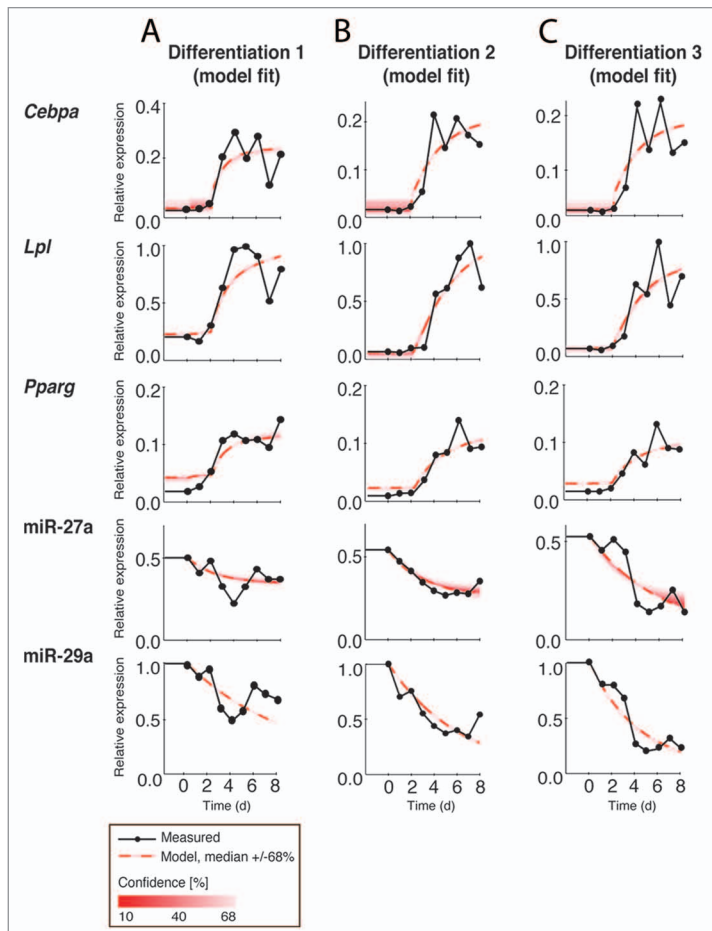 A
B
C
Differentiation 1
(model fit)
Differentiation 2
(model fit)
Differentiation 3
(model fit)
Cebpa
Relative expression
0.4
0.2
0.0
0.2
0.1
0.0
0.2
0.1
0.0
Lpl
Relative expression
1.0
0.5
0.0
1.0
0.5
0.0
1.0
0.5
0.0
Pparg
Relative expression
0.2
0.1
0.0
0.2
0.1
0.0
0.2
0.1
0.0
miR-27a
Relative expression
0.5
0.0
0.5
0.0
0.5
0.0
miR-29a
Relative expression
1.0
0.5
0.0
1.0
0.5
0.0
1.0
0.5
0.0
0 2 4 6 8
Time (d)
0 2 4 6 8
Time (d)
0 2 4 6 8
Time (d)
Measured
Model, median +/-68%
Confidence [%]
10 40 68